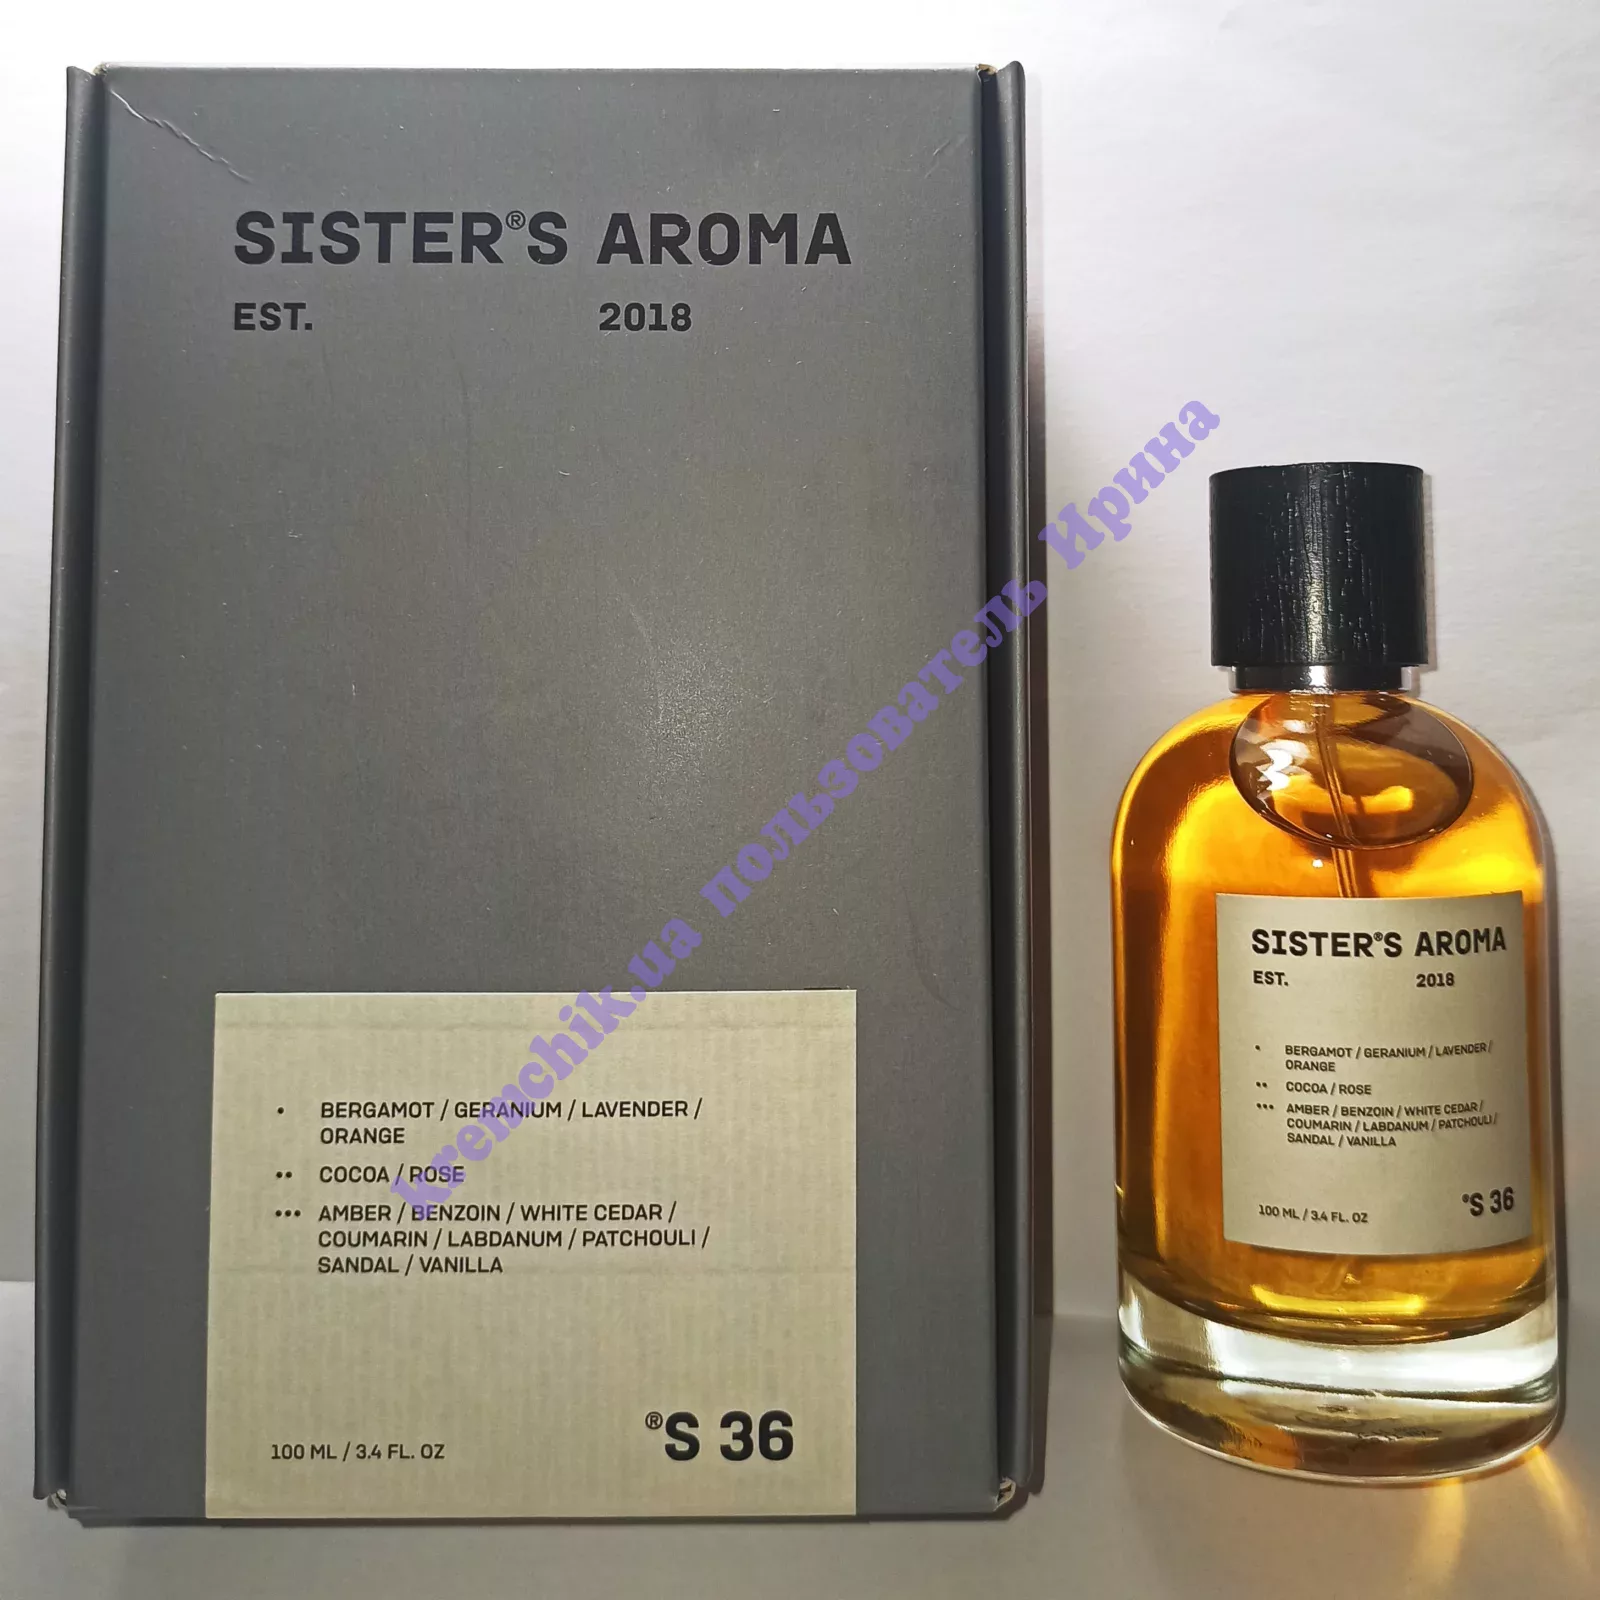 SISTER®S AROMA
EST. 2018
• BERGAMOT / GERANIUM / LAVENDER /
ORANGE
•• COCOA / ROSE
••• AMBER / BENZOIN / WHITE CEDAR /
COUMARIN / LABDANUM / PATCHOULI /
SANDAL / VANILLA
100 ML / 3.4 FL. OZ ®S 36
SISTER®S AROMA
EST. 2018
• BERGAMOT / GERANIUM / LAVENDER /
ORANGE
•• COCOA / ROSE
••• AMBER / BENZOIN / WHITE CEDAR /
COUMARIN / LABDANUM / PATCHOULI /
SANDAL / VANILLA
100 ML / 3.4 FL. OZ ®S 36
kremchik.ua пользователь Ирина